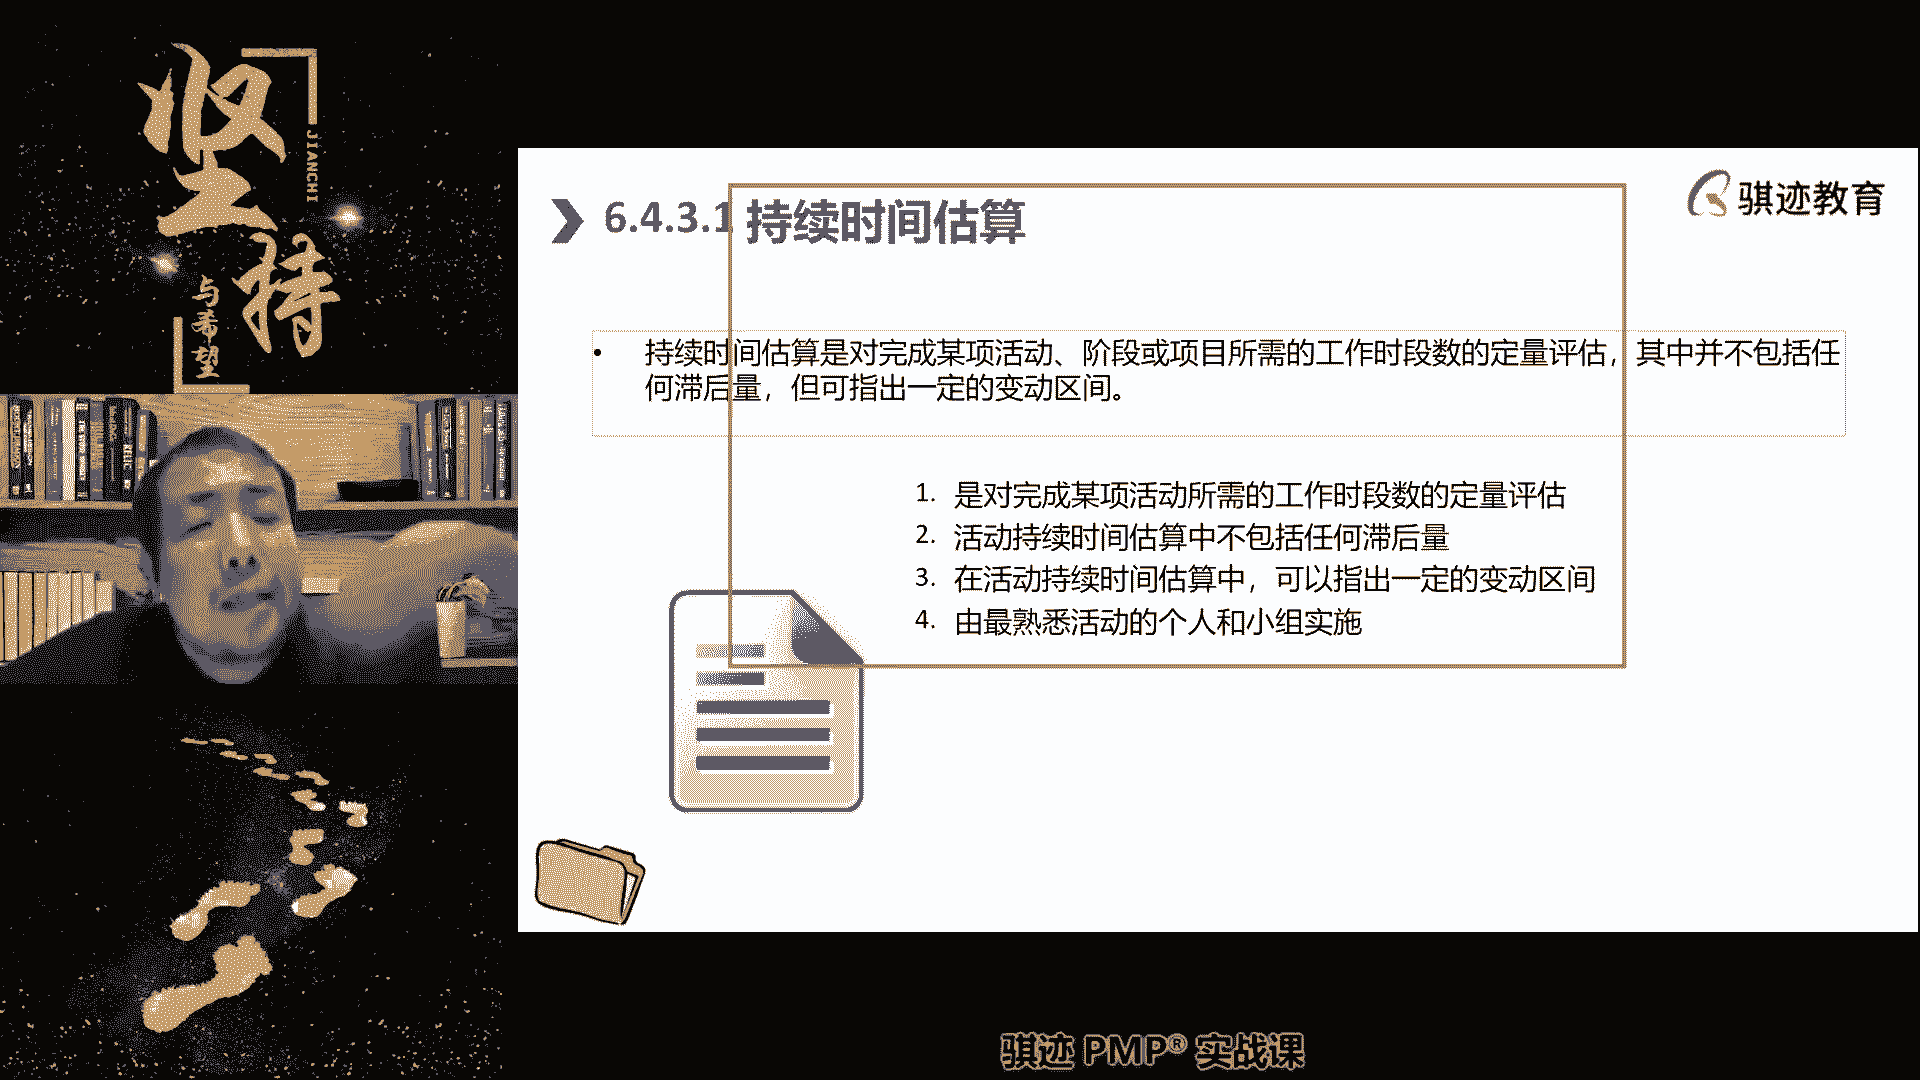 坚持
JIANCHI
与希望
骐迹教育
6.4.3.1 持续时间估算
• 持续时间估算是对完成某项活动、阶段或项目所需的工作时段数的定量评估，其中并不包括任
何滞后量，但可指出一定的变动区间。
1. 是对完成某项活动所需的工作时段数的定量评估
2. 活动持续时间估算中不包括任何滞后量
3. 在活动持续时间估算中，可以指出一定的变动区间
4. 由最熟悉活动的个人和小组实施
骐迹 PMP® 实战课